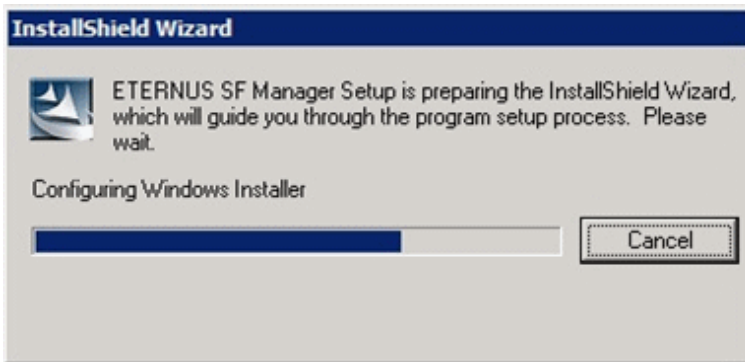 InstallShield Wizard
ETERNUS SF Manager Setup is preparing the InstallShield Wizard,
which will guide you through the program setup process.  Please
wait.
Configuring Windows Installer
Cancel